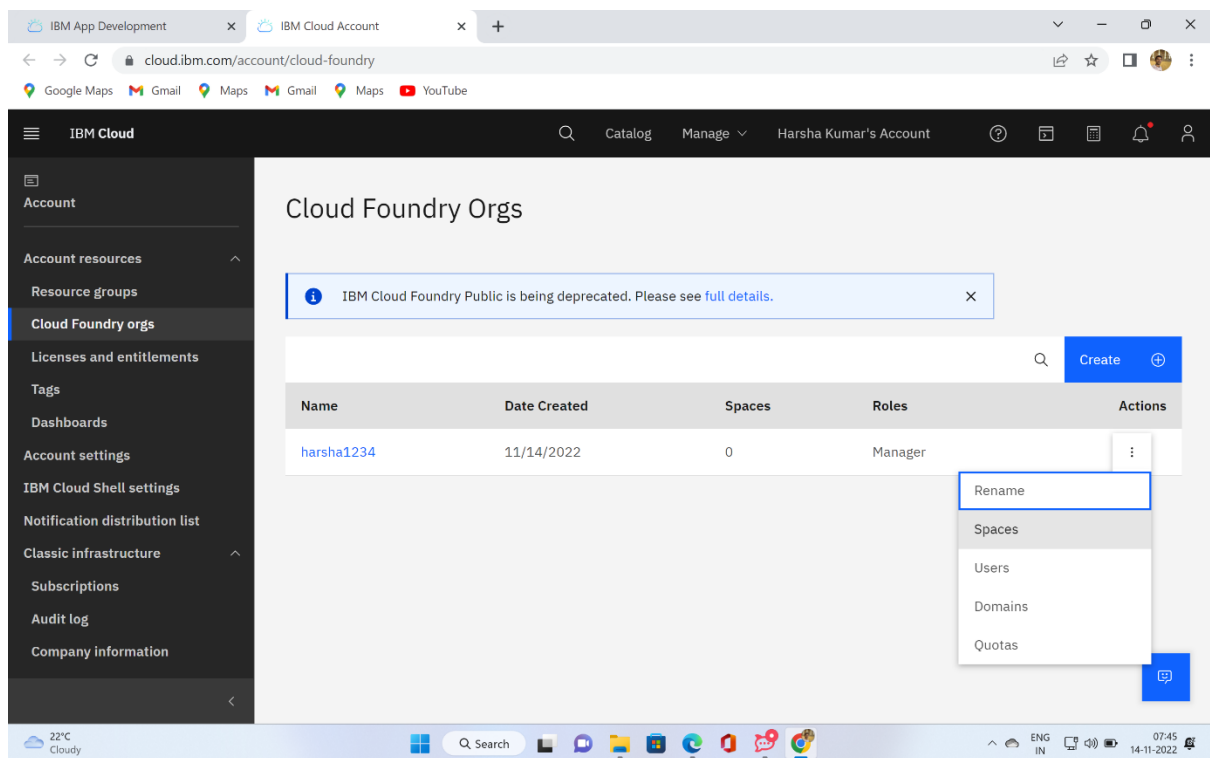 IBM App Development
IBM Cloud Account
cloud.ibm.com/account/cloud-foundry
Google Maps Gmail Maps Gmail Maps YouTube
IBM Cloud Catalog Manage Harsha Kumar's Account
Account
Account resources
Resource groups
Cloud Foundry orgs
Licenses and entitlements
Tags
Dashboards
Account settings
IBM Cloud Shell settings
Notification distribution list
Classic infrastructure
Subscriptions
Audit log
Company information
Cloud Foundry Orgs
IBM Cloud Foundry Public is being deprecated. Please see full details.
Create
Name Date Created Spaces Roles Actions
harsha1234 11/14/2022 0 Manager
Rename
Spaces
Users
Domains
Quotas
22°C
Cloudy
Search
ENG
IN
07:45
14-11-2022